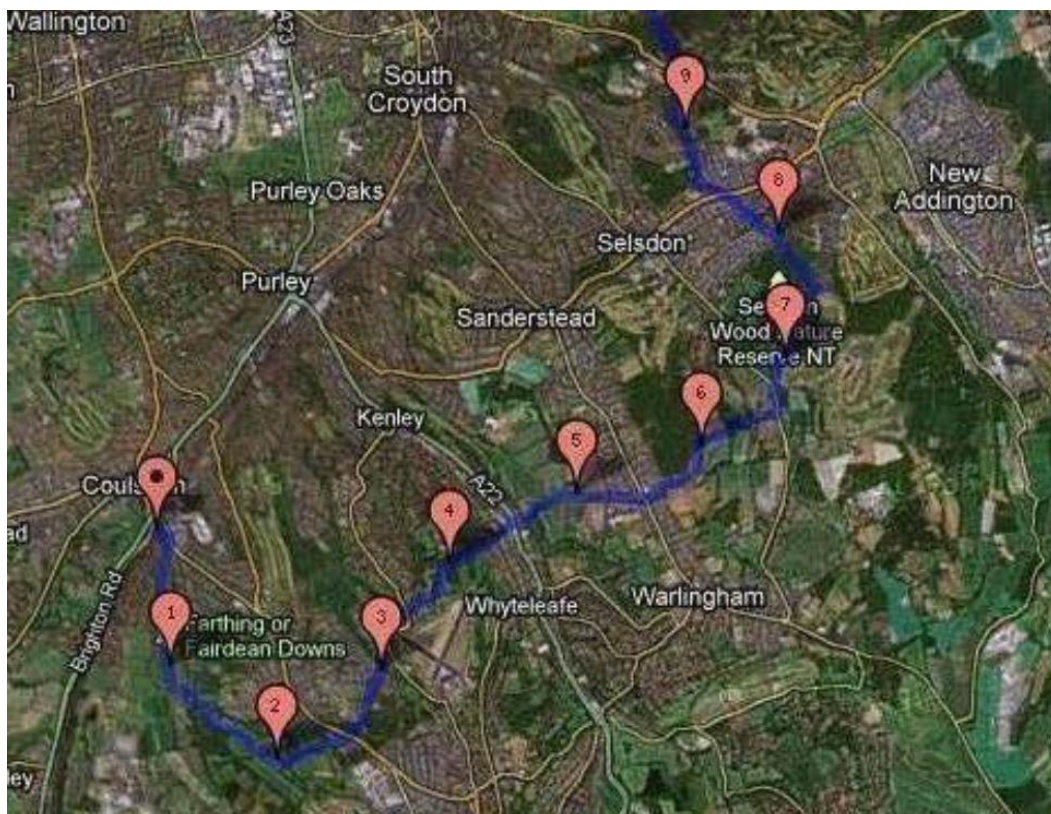 Wallington
A23
South
Croydon
9
New
Addington
Purley Oaks
8
Selsdon
Purley
Sanderstead
7
Wood Nature
Reserve NT
6
Kenley
5
A22
4
Brighton Rd
Whyteleafe
Warlingham
3
1
Farthing or
Fairdean Downs
2